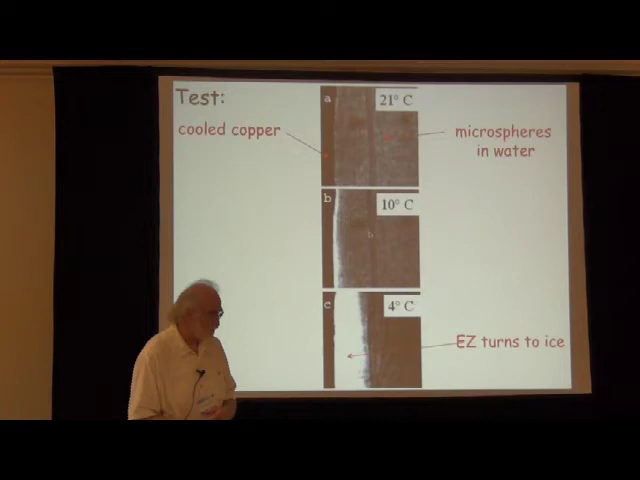 Test:
cooled copper
a
21° C
microspheres
in water
b
10° C
b
c
4° C
EZ turns to ice